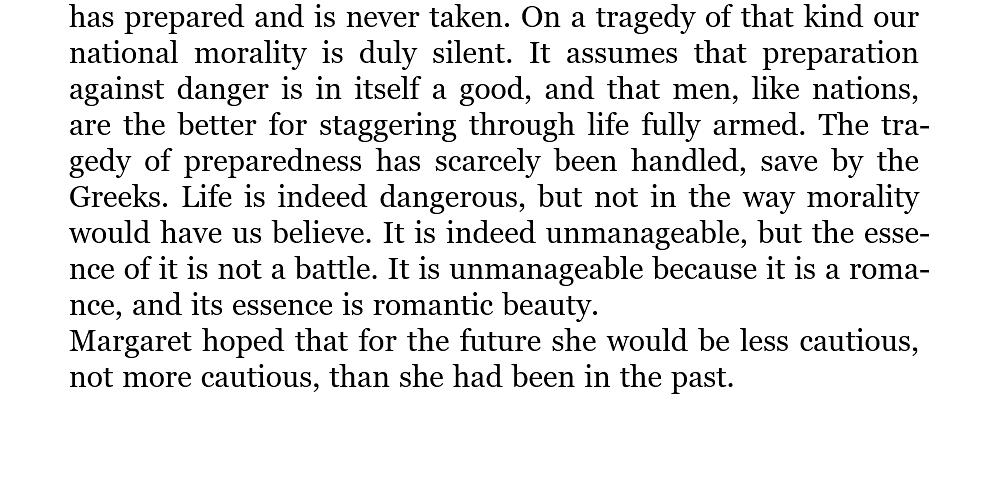 has prepared and is never taken. On a tragedy of that kind our
national morality is duly silent. It assumes that preparation
against danger is in itself a good, and that men, like nations,
are the better for staggering through life fully armed. The tra-
gedy of preparedness has scarcely been handled, save by the
Greeks. Life is indeed dangerous, but not in the way morality
would have us believe. It is indeed unmanageable, but the esse-
nce of it is not a battle. It is unmanageable because it is a roma-
nce, and its essence is romantic beauty.
Margaret hoped that for the future she would be less cautious,
not more cautious, than she had been in the past.